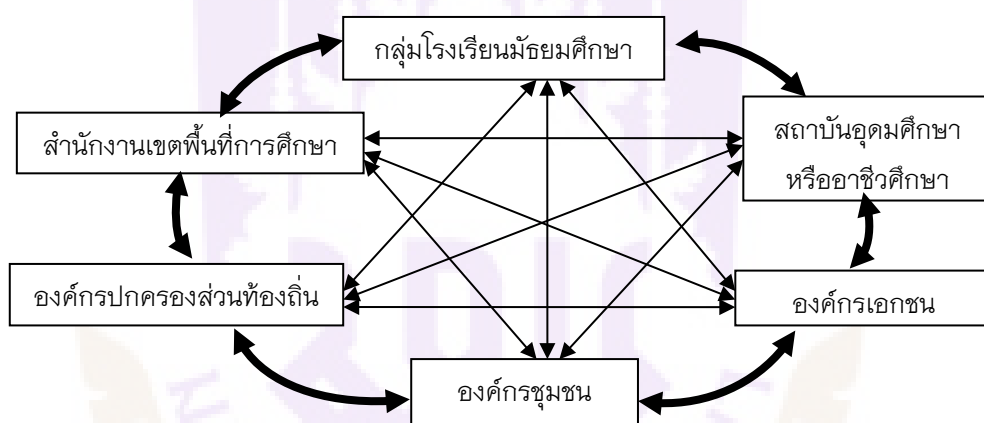 กลุ่มโรงเรียนมัธยมศึกษา
สำนักงานเขตพื้นที่การศึกษา
สถาบันอุดมศึกษา
หรืออาชีวศึกษา
องค์กรปกครองส่วนท้องถิ่น
องค์กรเอกชน
องค์กรชุมชน